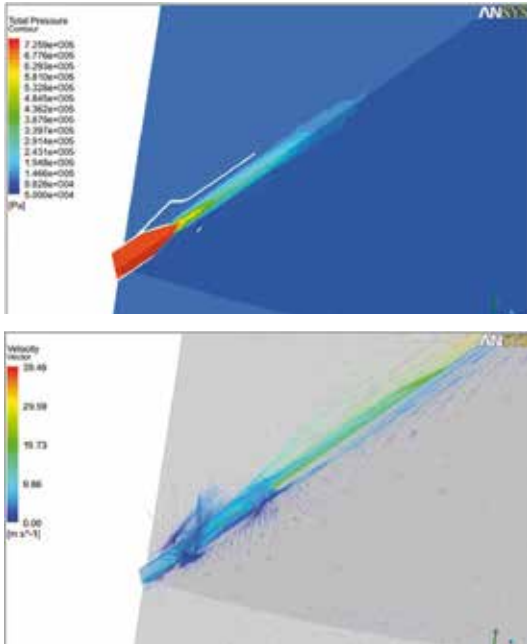 ANSYS
Total Pressure
Contour
7.259e+005
6.776e+005
6.293e+005
5.810e+005
5.328e+005
4.845e+005
4.362e+005
3.879e+005
3.397e+005
2.914e+005
2.431e+005
1.948e+005
1.466e+005
9.828e+004
5.000e+004
[Pa]
ANSYS
Velocity
Vector
29.59
19.73
9.86
0.00
[m s^-1]